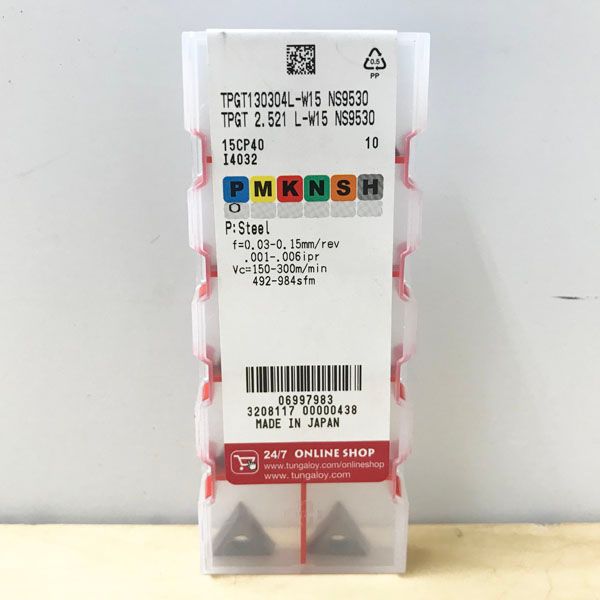 0.5
PP
TPGT130304L-W15 NS9530
TPGT 2.521 L-W15 NS9530
15CP40 10
I4032
P M K N S H
P:Steel
f=0.03-0.15mm/rev
.001-.006ipr
Vc=150-300m/min
492-984sfm
06997983
3208117 00000438
MADE IN JAPAN
24/7 ONLINE SHOP
www.tungaloy.com/onlineshop
www.tungaloy.com